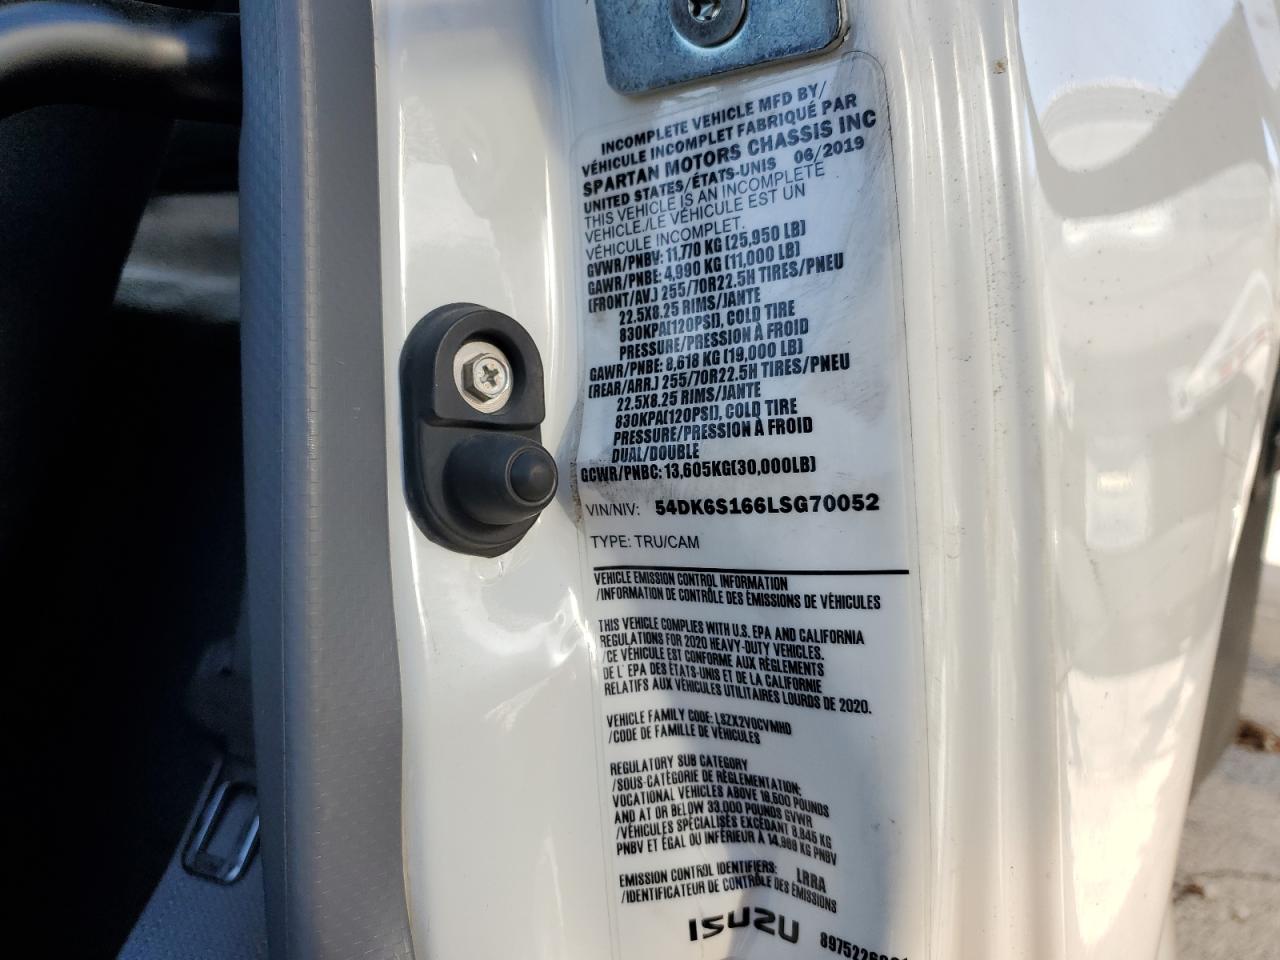 INCOMPLETE VEHICLE MFD BY/
VÉHICULE INCOMPLET FABRIQUÉ PAR
SPARTAN MOTORS CHASSIS INC
UNITED STATES/ÉTATS-UNIS 06/2019
THIS VEHICLE IS AN INCOMPLETE
VEHICLE./LE VÉHICULE EST UN
VÉHICULE INCOMPLET.
GVWR/PNBV: 11,770 KG (25,950 LB)
GAWR/PNBE: 4,990 KG (11,000 LB)
(FRONT/AV.) 255/70R22.5H TIRES/PNEU
22.5X8.25 RIMS/JANTE
830KPA(120PSI), COLD TIRE
PRESSURE/PRESSION À FROID
GAWR/PNBE: 8,618 KG (19,000 LB)
(REAR/ARR.) 255/70R22.5H TIRES/PNEU
22.5X8.25 RIMS/JANTE
830KPA(120PSI), COLD TIRE
PRESSURE/PRESSION À FROID
DUAL/DOUBLE
GCWR/PNBC: 13,605KG(30,000LB)
VIN/NIV: 54DK6S166LSG70052
TYPE: TRU/CAM
VEHICLE EMISSION CONTROL INFORMATION
/INFORMATION DE CONTRÔLE DES ÉMISSIONS DE VÉHICULES
THIS VEHICLE COMPLIES WITH U.S. EPA AND CALIFORNIA
REGULATIONS FOR 2020 HEAVY-DUTY VEHICLES.
/CE VÉHICULE EST CONFORME AUX RÈGLEMENTS
DE L' EPA DES ÉTATS-UNIS ET DE LA CALIFORNIE
RELATIFS AUX VÉHICULES UTILITAIRES LOURDS DE 2020.
VEHICLE FAMILY CODE: LSZX2VOCVMHD
/CODE DE FAMILLE DE VÉHICULES
REGULATORY SUB CATEGORY
/SOUS-CATÉGORIE DE RÈGLEMENTATION:
VOCATIONAL VEHICLES ABOVE 19,500 POUNDS
AND AT OR BELOW 33,000 POUNDS GVWR
/VÉHICULES SPÉCIALISÉS EXCÉDANT 8,845 KG
PNBV ET ÉGAL OU INFÉRIEUR À 14,969 KG PNBV
EMISSION CONTROL IDENTIFIERS: LRRA
/IDENTIFICATEUR DE CONTRÔLE DES ÉMISSIONS
ISUZU